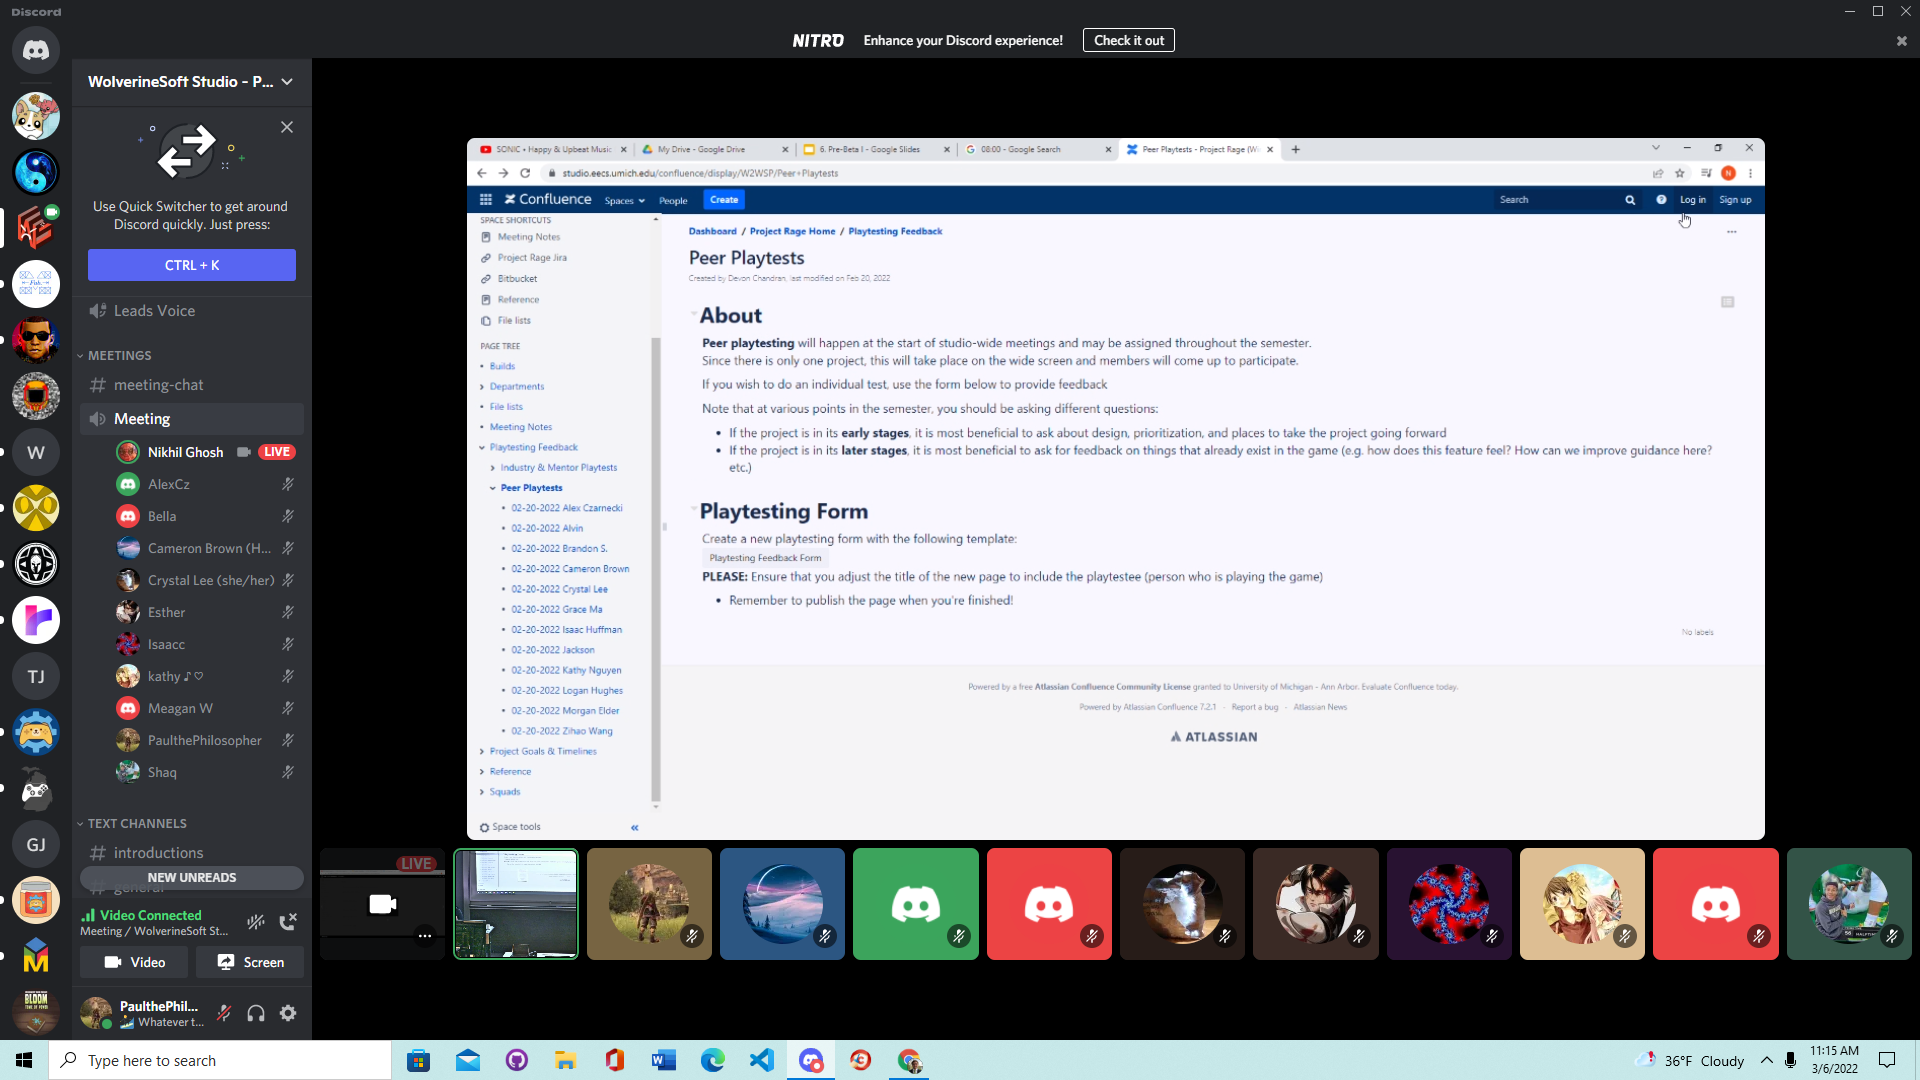 Discord
NITRO Enhance your Discord experience! Check it out
WolverineSoft Studio - P...
Use Quick Switcher to get around
Discord quickly. Just press:
CTRL + K
Leads Voice
MEETINGS
meeting-chat
Meeting
Nikhil Ghosh LIVE
AlexCz
Bella
Cameron Brown (H...
Crystal Lee (she/her)
Esther
Isaacc
kathy ♪ ♡
Meagan W
PaulthePhilosopher
Shaq
TEXT CHANNELS
introductions
general
NEW UNREADS
Video Connected
Meeting / WolverineSoft St...
Video Screen
PaulthePhil...
Whatever t...
W
TJ
GJ
BLOOM
SONIC • Happy & Upbeat Music
My Drive - Google Drive
6. Pre-Beta I - Google Slides
08:00 - Google Search
Peer Playtests - Project Rage (W
studio.eecs.umich.edu/confluence/display/W2WSP/Peer+Playtests
N
Confluence Spaces People Create Search Log in Sign up
SPACE SHORTCUTS
Meeting Notes
Project Rage Jira
Bitbucket
Reference
File lists
PAGE TREE
Builds
Departments
File lists
Meeting Notes
Playtesting Feedback
Industry & Mentor Playtests
Peer Playtests
02-20-2022 Alex Czarnecki
02-20-2022 Alvin
02-20-2022 Brandon S.
02-20-2022 Cameron Brown
02-20-2022 Crystal Lee
02-20-2022 Grace Ma
02-20-2022 Isaac Huffman
02-20-2022 Jackson
02-20-2022 Kathy Nguyen
02-20-2022 Logan Hughes
02-20-2022 Morgan Elder
02-20-2022 Zihao Wang
Project Goals & Timelines
Reference
Squads
Space tools
Dashboard / Project Rage Home / Playtesting Feedback
Peer Playtests
Created by Devon Chandran, last modified on Feb 20, 2022
About
Peer playtesting will happen at the start of studio-wide meetings and may be assigned throughout the semester.
Since there is only one project, this will take place on the wide screen and members will come up to participate.
If you wish to do an individual test, use the form below to provide feedback
Note that at various points in the semester, you should be asking different questions:
• If the project is in its early stages, it is most beneficial to ask about design, prioritization, and places to take the project going forward
• If the project is in its later stages, it is most beneficial to ask for feedback on things that already exist in the game (e.g. how does this feature feel? How can we improve guidance here?
etc.)
Playtesting Form
Create a new playtesting form with the following template:
Playtesting Feedback Form
PLEASE: Ensure that you adjust the title of the new page to include the playtestee (person who is playing the game)
• Remember to publish the page when you're finished!
No labels
Powered by a free Atlassian Confluence Community License granted to University of Michigan - Ann Arbor. Evaluate Confluence today.
Powered by Atlassian Confluence 7.2.1 · Report a bug · Atlassian News
ATLASSIAN
LIVE
Type here to search
36°F Cloudy
11:15 AM
3/6/2022